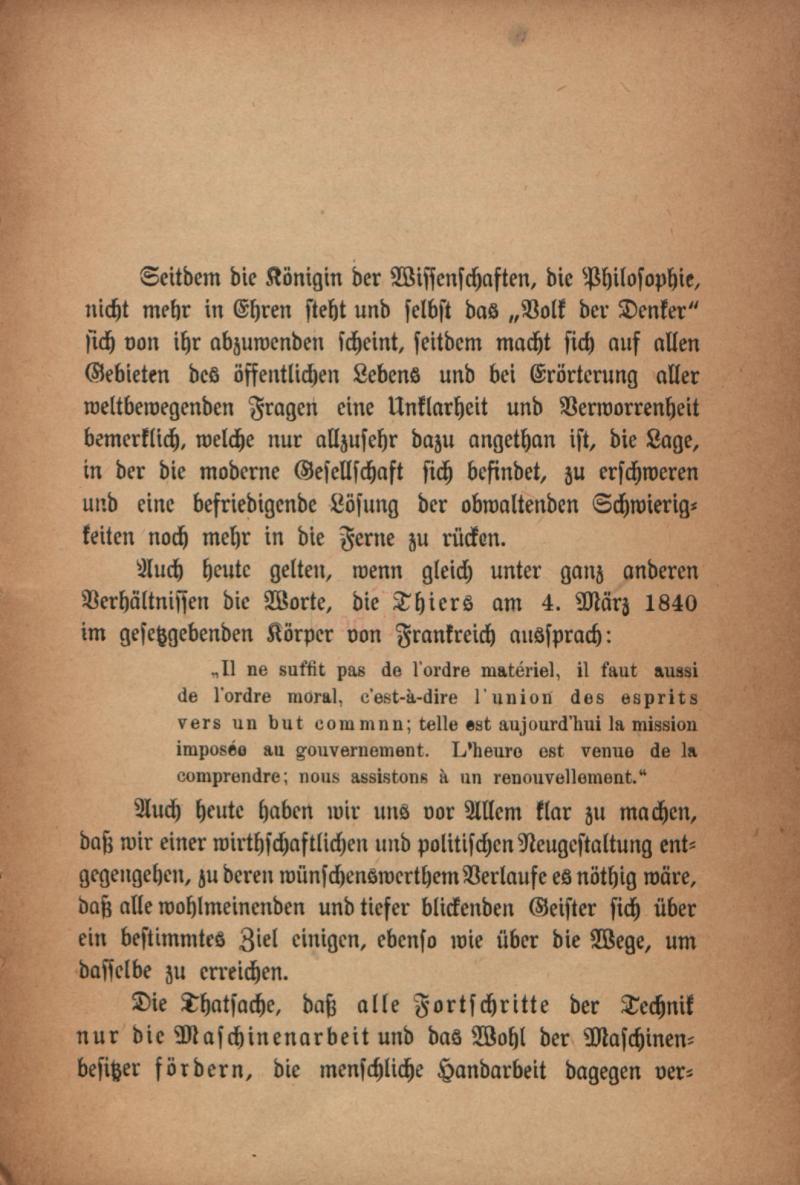 Seitdem die Königin der Wissenschaften, die Philosophie,
nicht mehr in Ehren steht und selbst das „Volk der Denker“
sich von ihr abzuwenden scheint, seitdem macht sich auf allen
Gebieten des öffentlichen Lebens und bei Erörterung aller
weltbewegenden Fragen eine Unklarheit und Verworrenheit
bemerklich, welche nur allzusehr dazu angethan ist, die Lage,
in der die moderne Gesellschaft sich befindet, zu erschweren
und eine befriedigende Lösung der obwaltenden Schwierig-
keiten noch mehr in die Ferne zu rücken.
Auch heute gelten, wenn gleich unter ganz anderen
Verhältnissen die Worte, die Thiers am 4. März 1840
im gesetzgebenden Körper von Frankreich aussprach:
„Il ne suffit pas de l'ordre matériel, il faut aussi
de l'ordre moral, c'est-à-dire l'union des esprits
vers un but commnn; telle est aujourd'hui la mission
imposée au gouvernement. L'heure est venue de la
comprendre; nous assistons à un renouvellement.“
Auch heute haben wir uns vor Allem klar zu machen,
daß wir einer wirthschaftlichen und politischen Neugestaltung ent-
gegengehen, zu deren wünschenswerthem Verlaufe es nöthig wäre,
daß alle wohlmeinenden und tiefer blickenden Geister sich über
ein bestimmtes Ziel einigen, ebenso wie über die Wege, um
dasselbe zu erreichen.
Die Thatsache, daß alle Fortschritte der Technik
nur die Maschinenarbeit und das Wohl der Maschinen-
besitzer fördern, die menschliche Handarbeit dagegen ver-